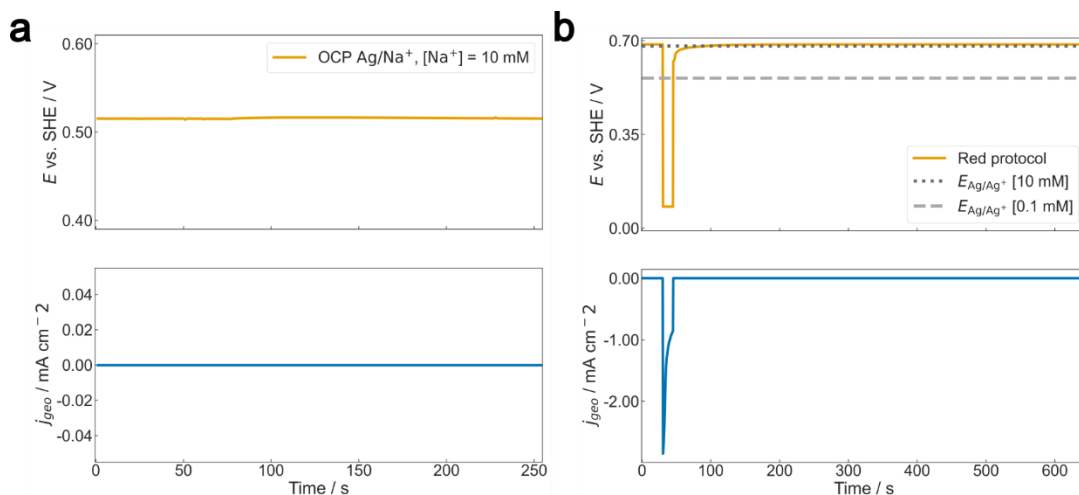 a
0.60
0.50
0.40
E vs. SHE / V
OCP Ag/Na⁺, [Na⁺] = 10 mM
0.04
0.02
0.00
-0.02
-0.04
j_geo / mA cm⁻ 2
0
50
100
150
200
250
Time / s
b
0.70
0.35
0.00
E vs. SHE / V
Red protocol
E_Ag/Ag⁺ [10 mM]
E_Ag/Ag⁺ [0.1 mM]
0.00
-1.00
-2.00
j_geo / mA cm⁻ 2
0
100
200
300
400
500
600
Time / s